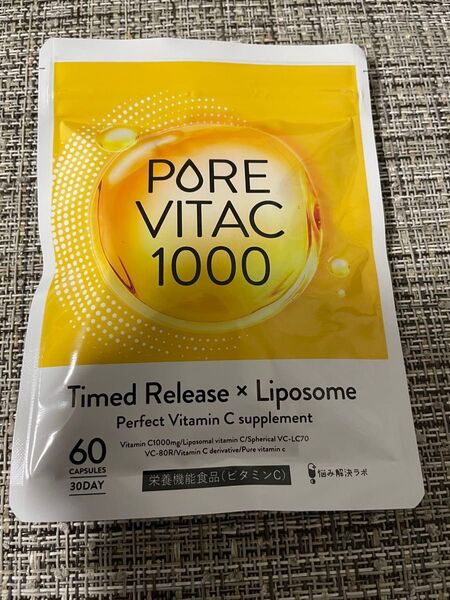 PORE
VITAC
1000
Timed Release × Liposome
Perfect Vitamin C supplement
Vitamin C1000mg/Liposomal vitamin C/Spherical VC-LC70
VC-80R/Vitamin C derivative/Pure vitamin c
60
CAPSULES
30DAY
栄養機能食品(ビタミンC)
悩み解決ラボ